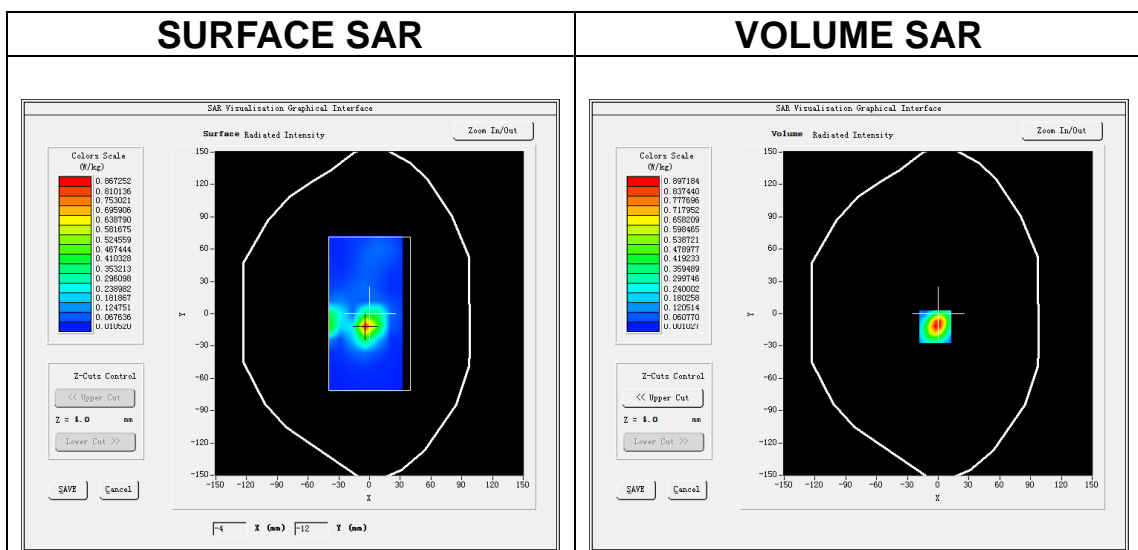 SURFACE SAR
VOLUME SAR
SAR Visualisation Graphical Interface
Surface Radiated Intensity
Zoom In/Out
Colors Scale
(W/kg)
0.867252
0.810136
0.753021
0.695906
0.638790
0.581675
0.524559
0.467444
0.410328
0.353213
0.296098
0.238982
0.181867
0.124751
0.067636
0.010520
Z-Cuts Control
<< Upper Cut
Z = 4.0 mm
Lower Cut >>
SAVE
Cancel
150
120
90
60
30
0
-30
-60
-90
-120
-150
Y
-150 -120 -90 -60 -30 0 30 60 90 120 150
X
-4 X (mm) -12 Y (mm)
SAR Visualisation Graphical Interface
Volume Radiated Intensity
Zoom In/Out
Colors Scale
(W/kg)
0.897184
0.837440
0.777696
0.717952
0.658209
0.598465
0.538721
0.478977
0.419233
0.359489
0.299746
0.240002
0.180258
0.120514
0.060770
0.001027
Z-Cuts Control
<< Upper Cut
Z = 4.0 mm
Lower Cut >>
SAVE
Cancel
150
120
90
60
30
0
-30
-60
-90
-120
-150
Y
-150 -120 -90 -60 -30 0 30 60 90 120 150
X